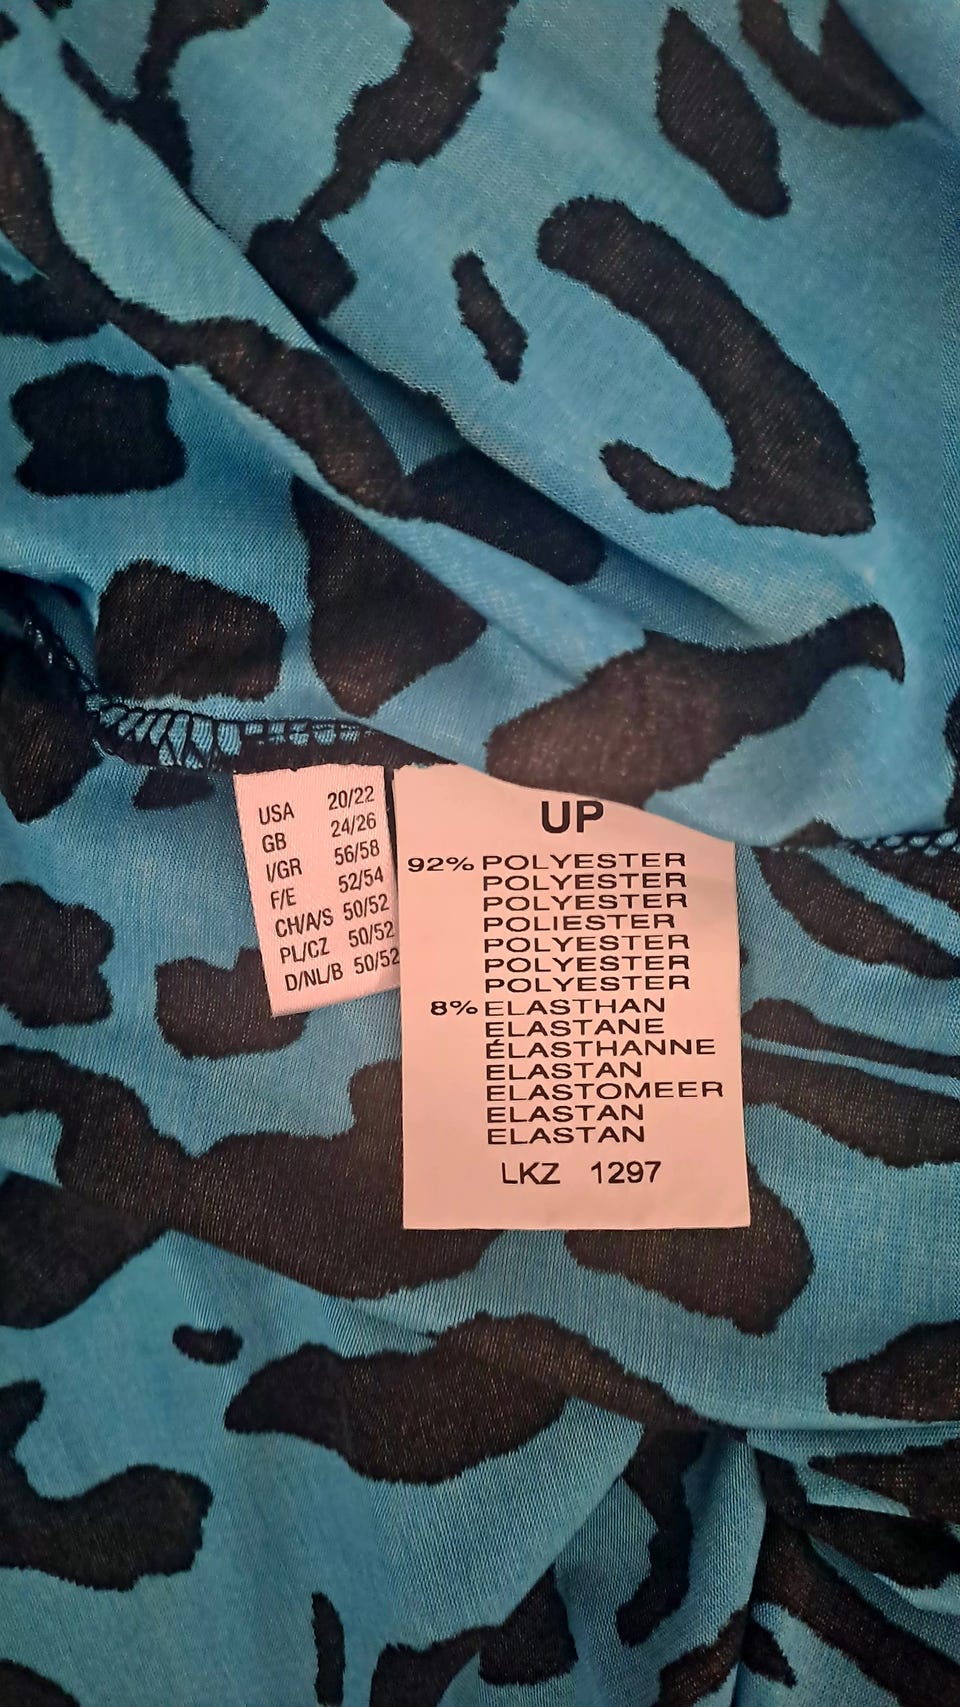 USA 20/22
GB 24/26
I/GR 56/58
F/E 52/54
CH/A/S 50/52
PL/CZ 50/52
D/NL/B 50/52
UP
92% POLYESTER
POLYESTER
POLYESTER
POLIESTER
POLYESTER
POLYESTER
POLYESTER
8% ELASTHAN
ELASTANE
ÉLASTHANNE
ELASTAN
ELASTOMEER
ELASTAN
ELASTAN
LKZ 1297